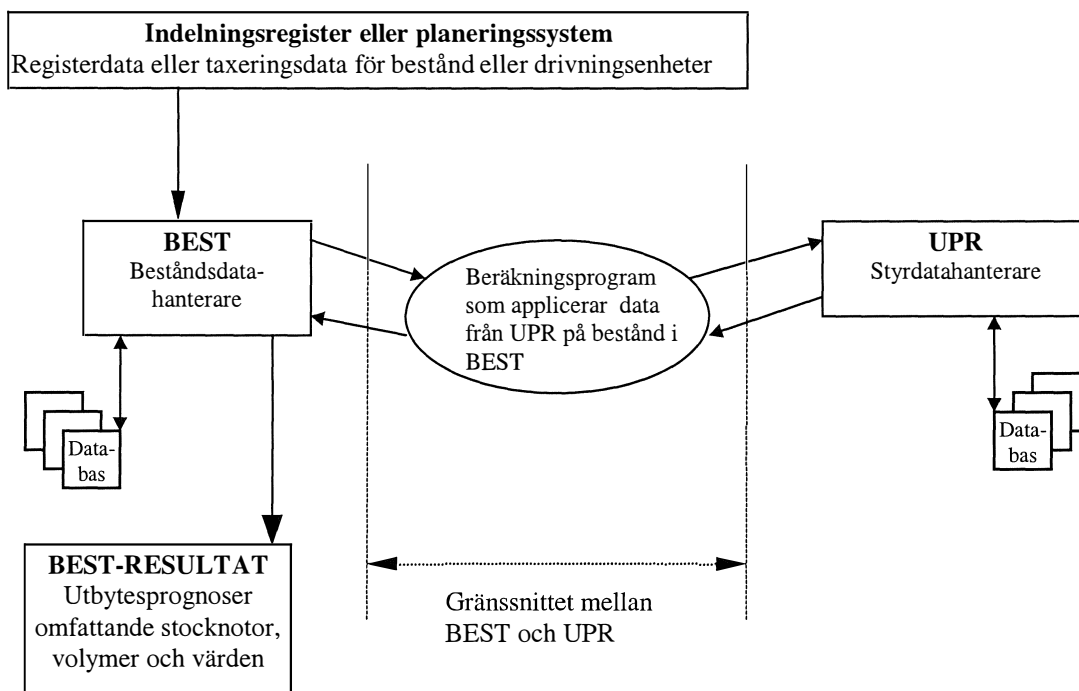 Indelningsregister eller planeringssystem
Registerdata eller taxeringsdata för bestånd eller drivningsenheter
BEST
Beståndsdata-
hanterare
Beräkningsprogram
som applicerar data
från UPR på bestånd i
BEST
UPR
Styrdatahanterare
Data-
bas
Data-
bas
BEST-RESULTAT
Utbytesprognoser
omfattande stocknotor,
volymer och värden
Gränssnittet mellan
BEST och UPR